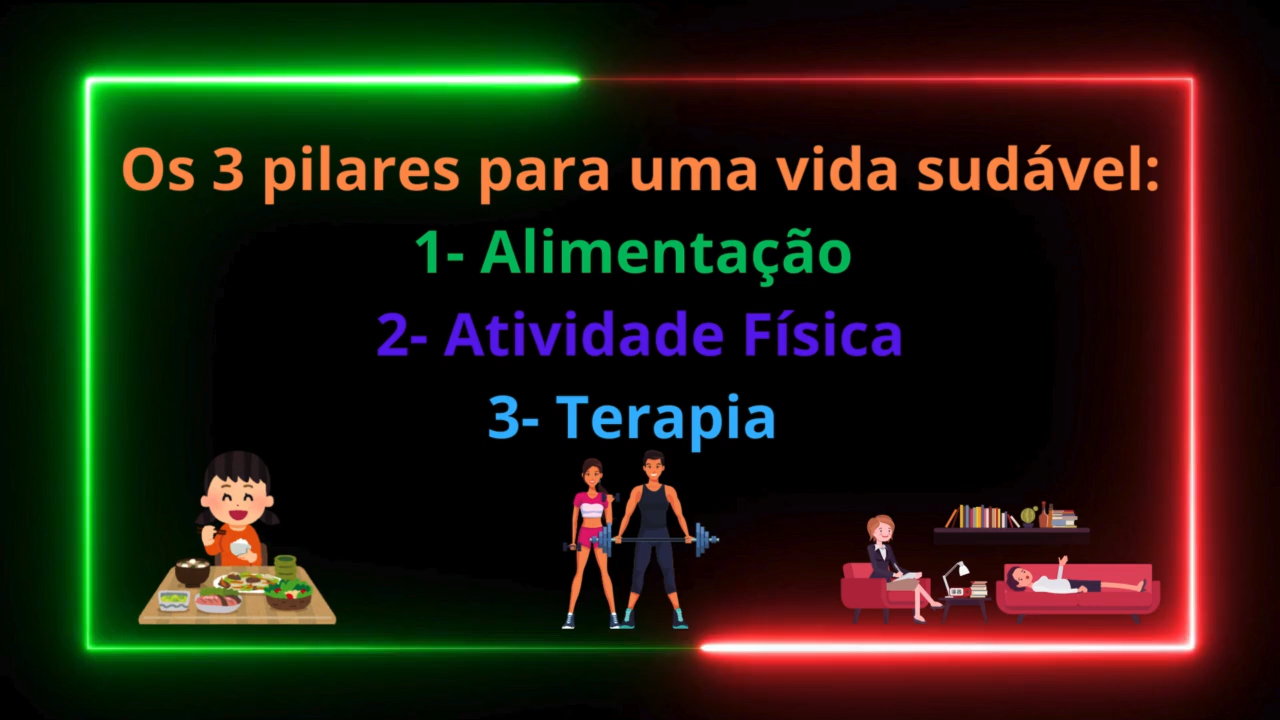 Os 3 pilares para uma vida sudável:
1- Alimentação
2- Atividade Física
3- Terapia